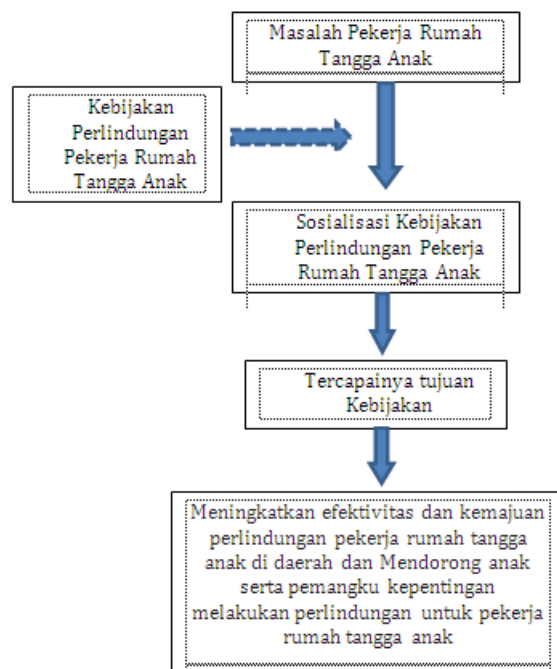 Masalah Pekerja Rumah
Tangga Anak
Kebijakan
Perlindungan
Pekerja Rumah
Tangga Anak
Sosialisasi Kebijakan
Perlindungan Pekerja
Rumah Tangga Anak
Tercapainya tujuan
Kebijakan
Meningkatkan efektivitas dan kemajuan
perlindungan pekerja rumah tangga
anak di daerah dan Mendorong anak
serta pemangku kepentingan
melakukan perlindungan untuk pekerja
rumah tangga anak